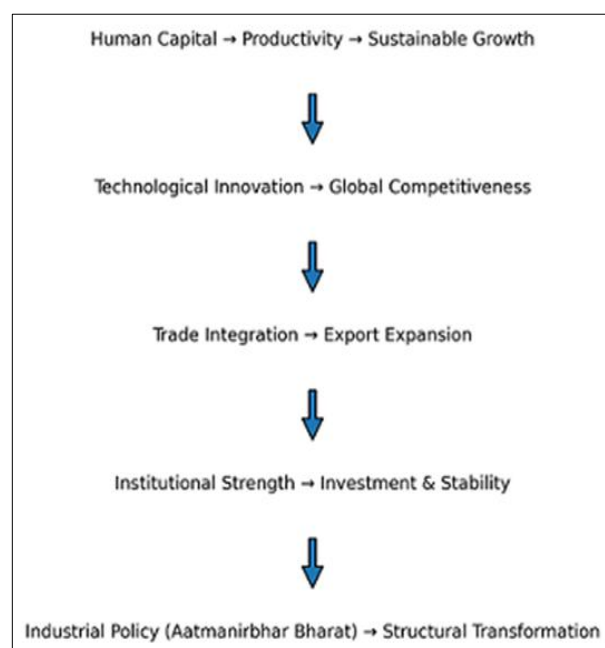 Human Capital → Productivity → Sustainable Growth
Technological Innovation → Global Competitiveness
Trade Integration → Export Expansion
Institutional Strength → Investment & Stability
Industrial Policy (Aatmanirbhar Bharat) → Structural Transformation